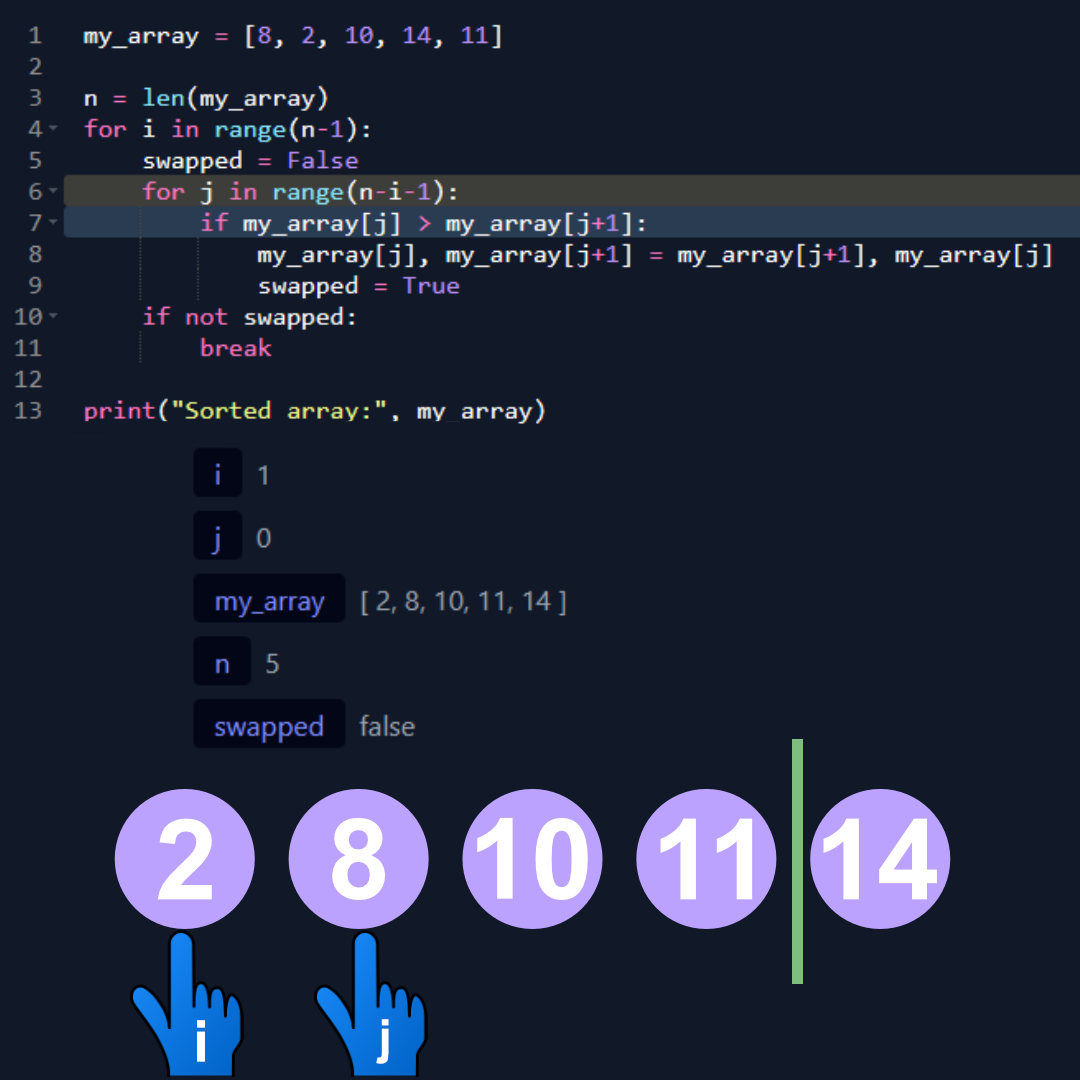 1 my_array = [8, 2, 10, 14, 11]
2
3 n = len(my_array)
4 for i in range(n-1):
5     swapped = False
6     for j in range(n-i-1):
7         if my_array[j] > my_array[j+1]:
8             my_array[j], my_array[j+1] = my_array[j+1], my_array[j]
9             swapped = True
10     if not swapped:
11         break
12
13 print("Sorted array:", my_array)
i 1
j 0
my_array [ 2, 8, 10, 11, 14 ]
n 5
swapped false
2 8 10 11 14
i j